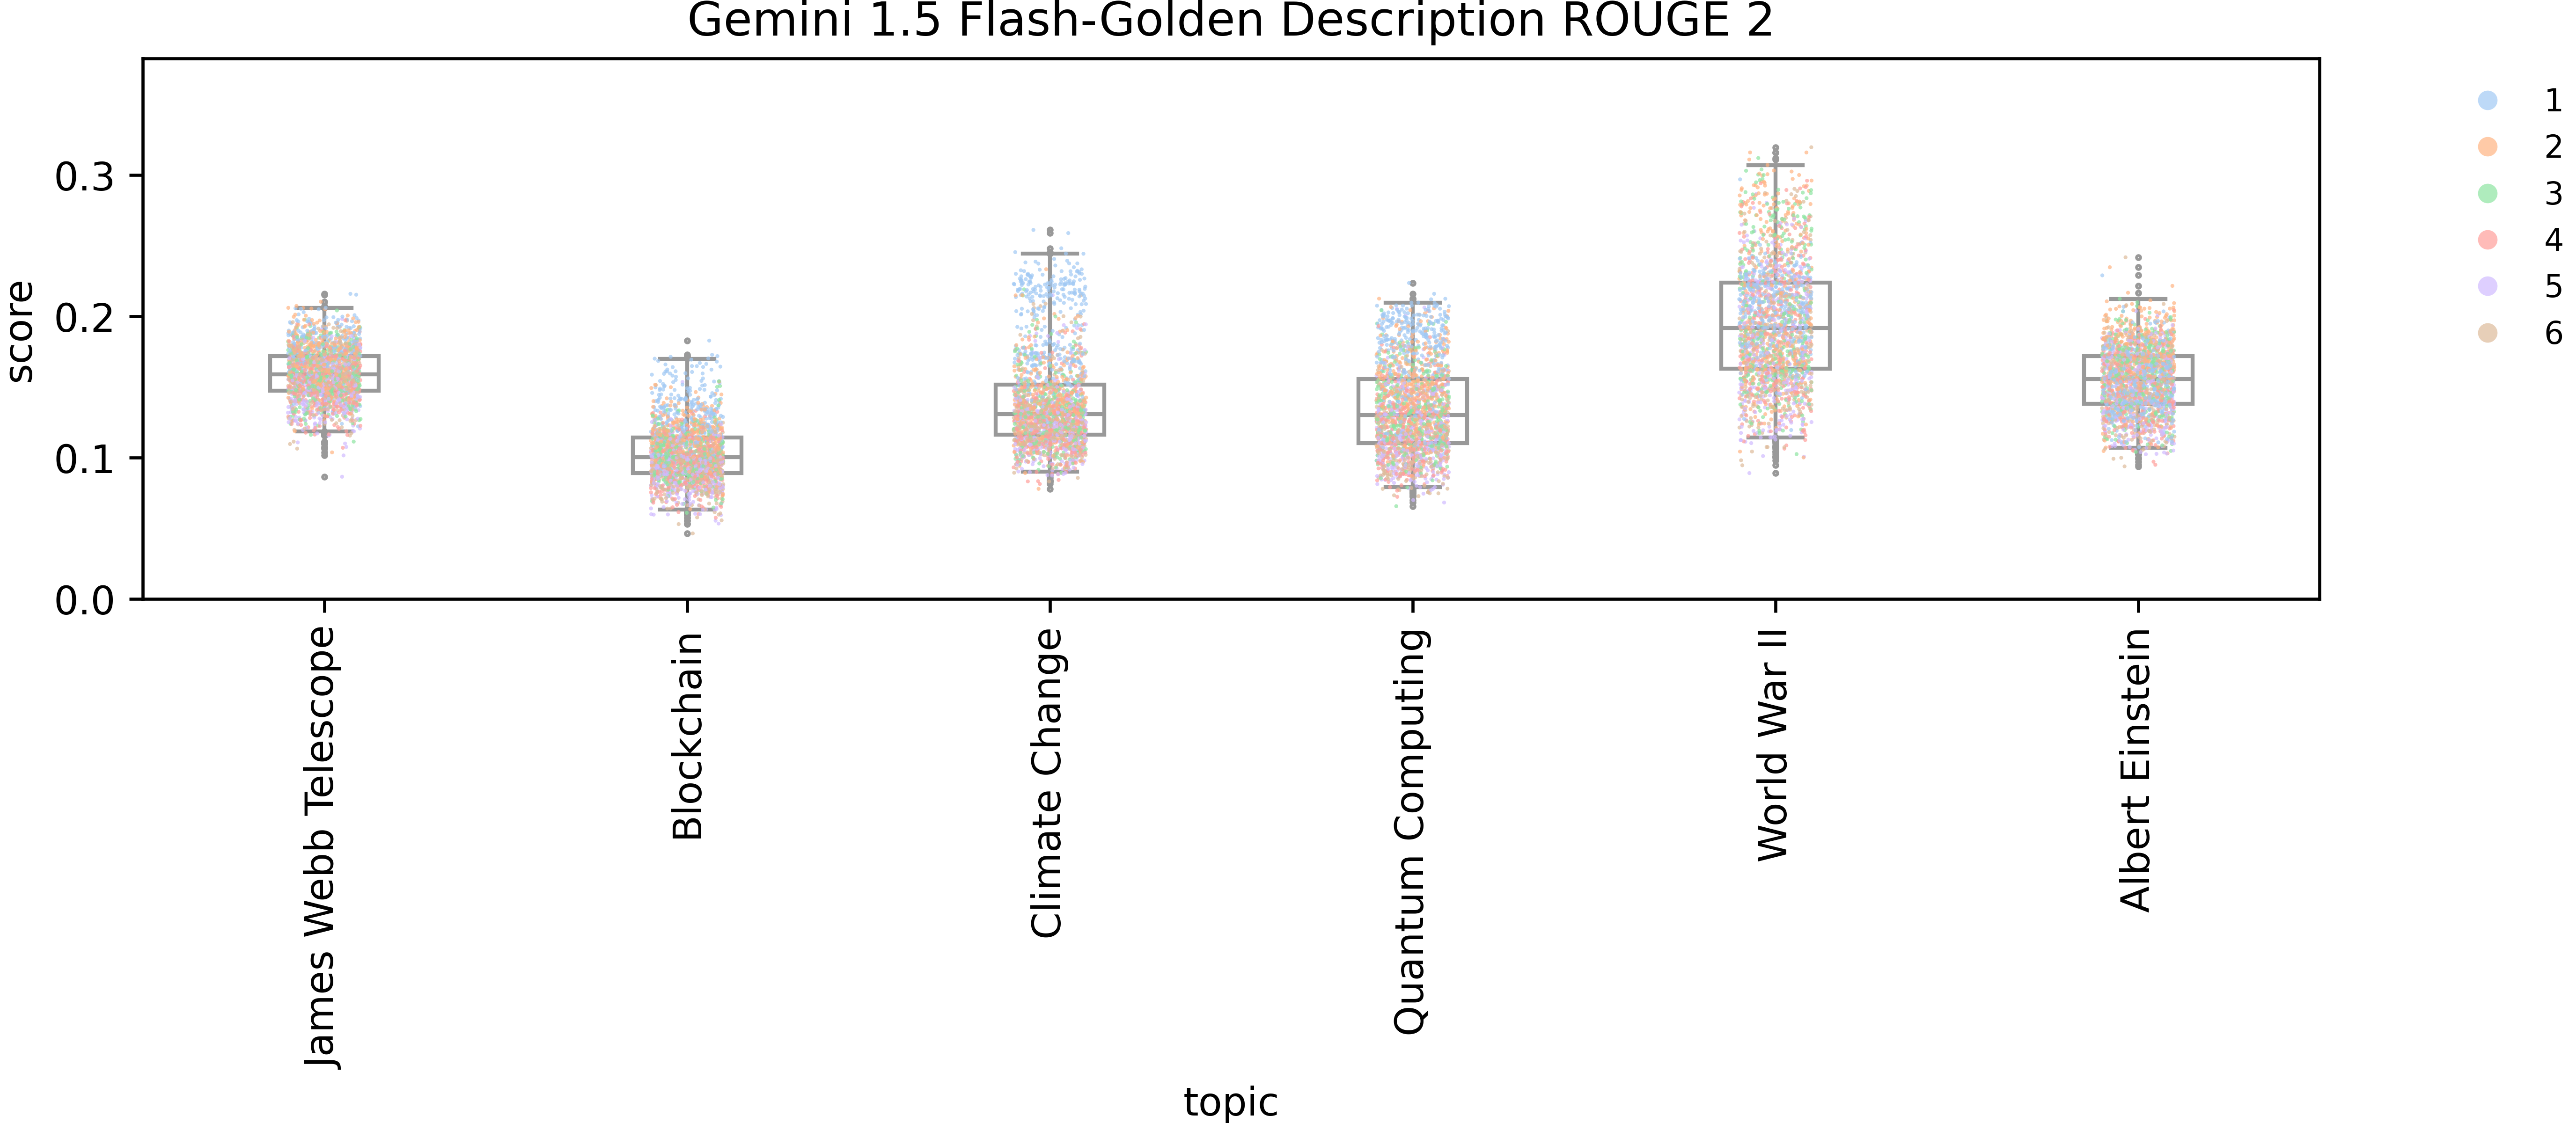 Gemini 1.5 Flash-Golden Description ROUGE 2
score
0.3
0.2
0.1
0.0
James Webb Telescope
Blockchain
Climate Change
Quantum Computing
World War II
Albert Einstein
topic
1
2
3
4
5
6